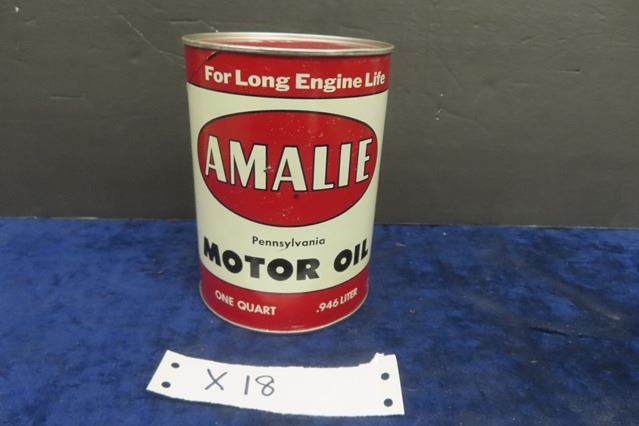 For Long Engine Life
AMALIE
Pennsylvania
MOTOR OIL
ONE QUART .946 LITER
X 18